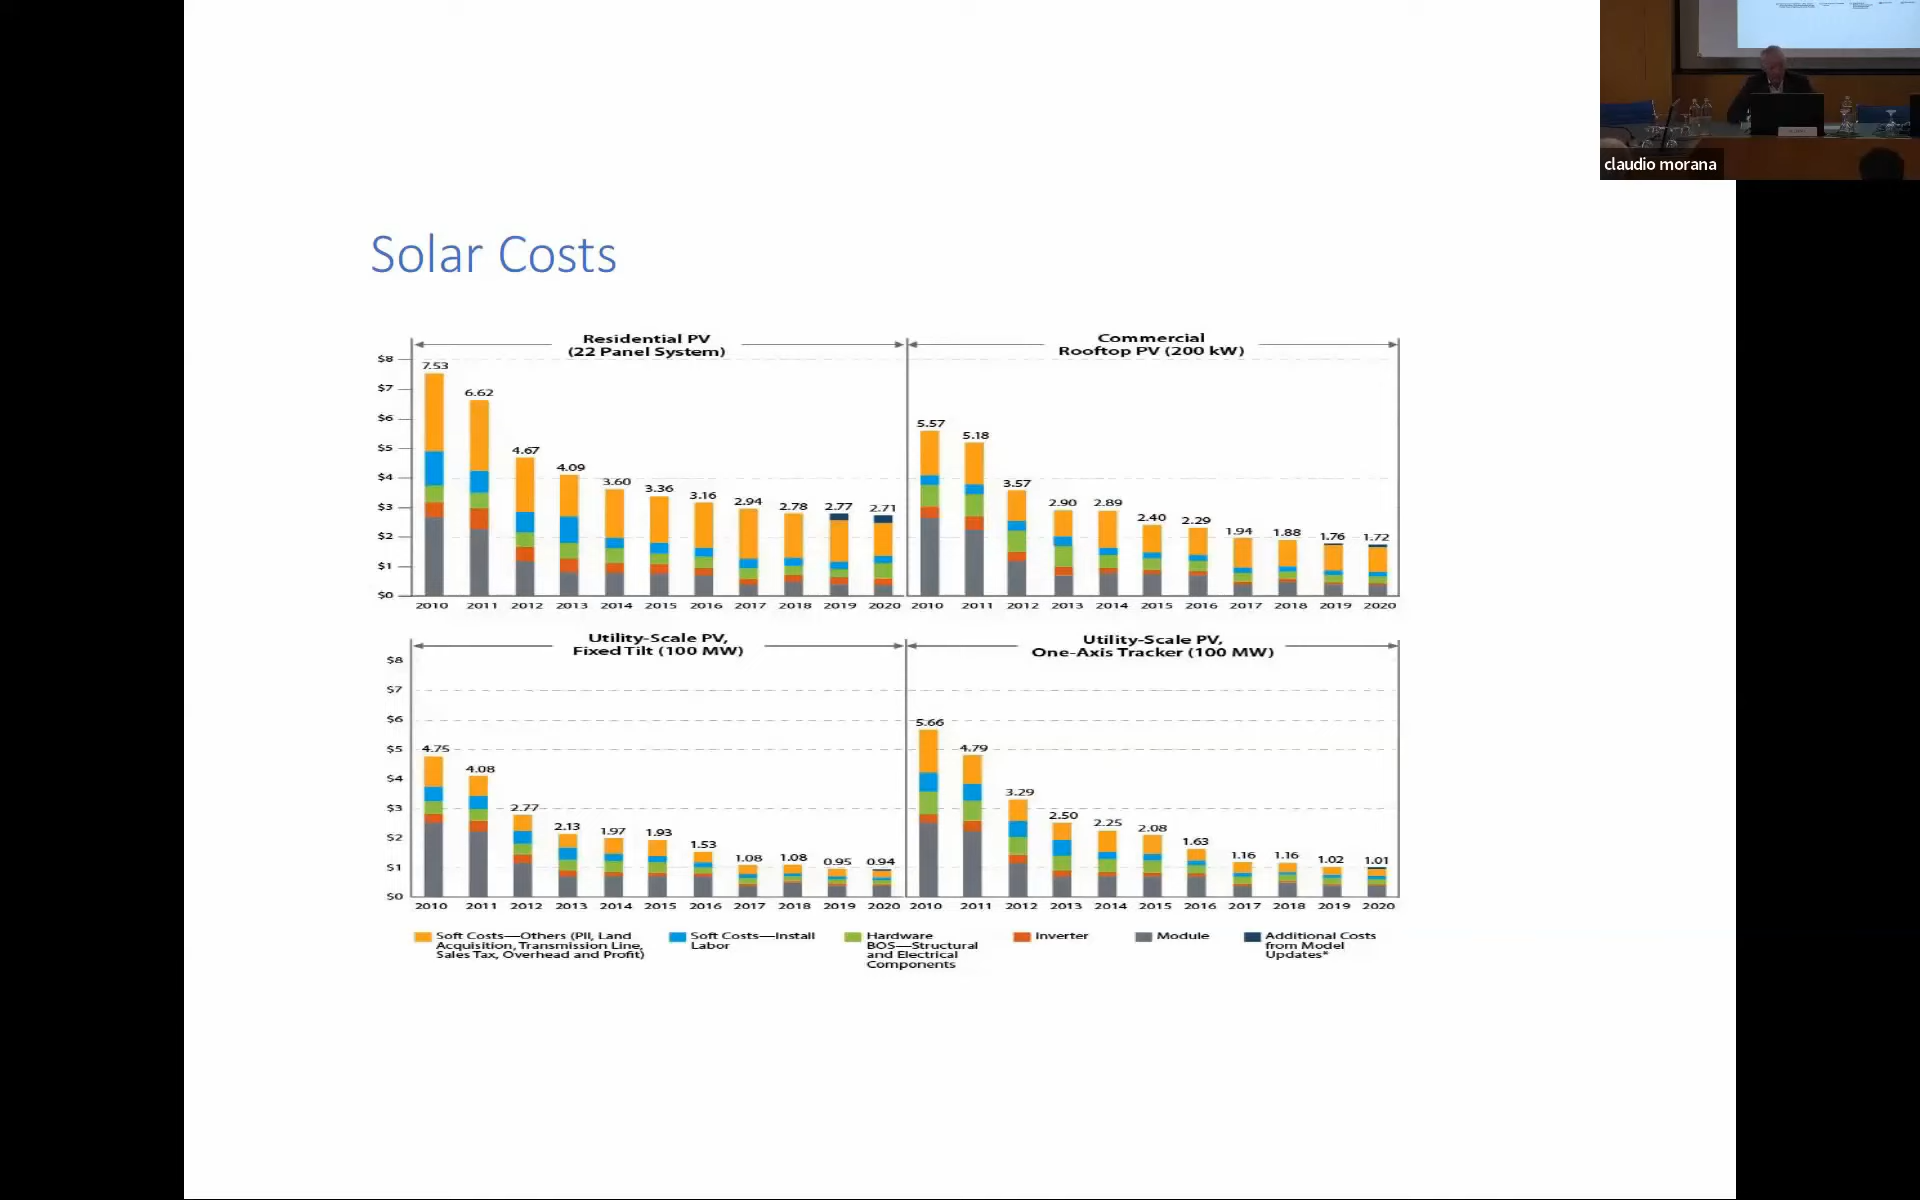 claudio morana
Solar Costs
Residential PV
(22 Panel System)
Commercial
Rooftop PV (200 kW)
$8
$7
$6
$5
$4
$3
$2
$1
$0
7.53
6.62
4.67
4.09
3.60
3.36
3.16
2.94
2.78
2.77
2.71
5.57
5.18
3.57
2.90
2.89
2.40
2.29
1.94
1.88
1.76
1.72
2010 2011 2012 2013 2014 2015 2016 2017 2018 2019 2020
2010 2011 2012 2013 2014 2015 2016 2017 2018 2019 2020
Utility-Scale PV,
Fixed Tilt (100 MW)
Utility-Scale PV,
One-Axis Tracker (100 MW)
$8
$7
$6
$5
$4
$3
$2
$1
$0
4.75
4.08
2.77
2.13
1.97
1.93
1.53
1.08
1.08
0.95
0.94
5.66
4.79
3.29
2.50
2.25
2.08
1.63
1.16
1.16
1.02
1.01
2010 2011 2012 2013 2014 2015 2016 2017 2018 2019 2020
2010 2011 2012 2013 2014 2015 2016 2017 2018 2019 2020
Soft Costs—Others (PII, Land
Acquisition, Transmission Line,
Sales Tax, Overhead and Profit)
Soft Costs—Install
Labor
Hardware
BOS—Structural
and Electrical
Components
Inverter
Module
Additional Costs
from Model
Updates*